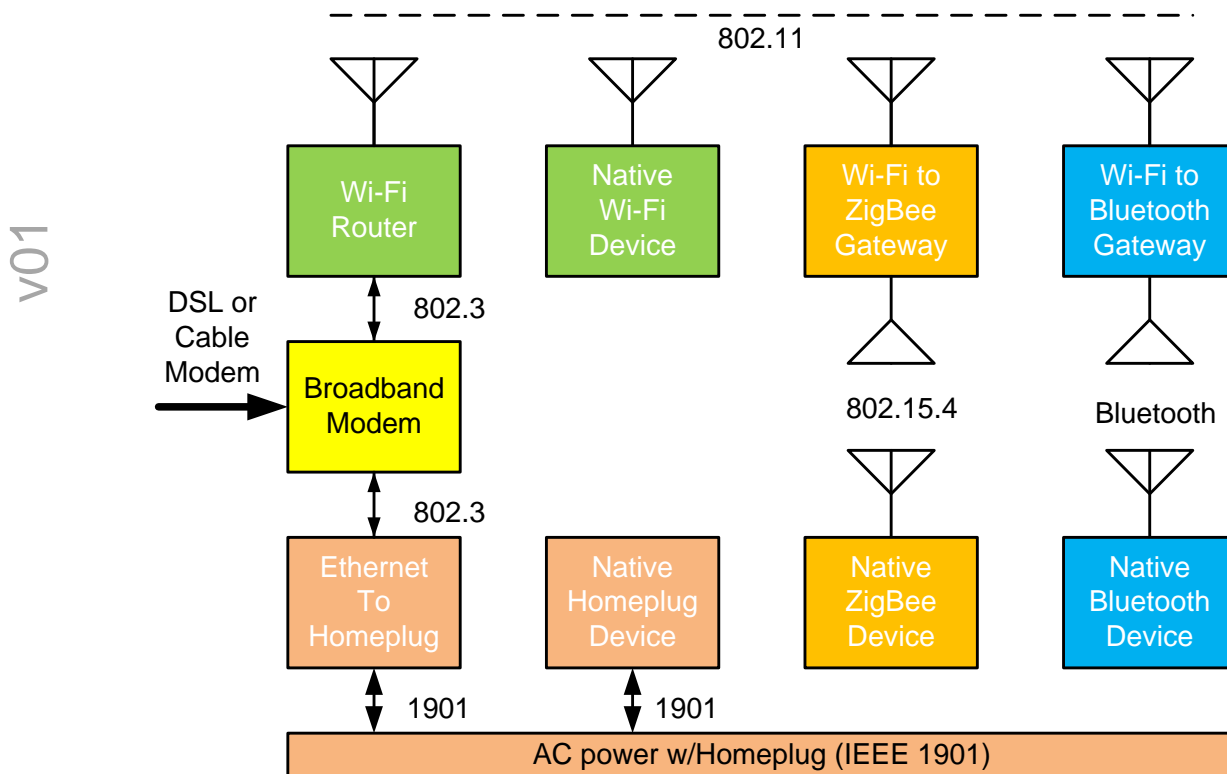 802.11
v01
Wi-Fi
Router
Native
Wi-Fi
Device
Wi-Fi to
ZigBee
Gateway
Wi-Fi to
Bluetooth
Gateway
802.3
DSL or
Cable
Modem
Broadband
Modem
802.15.4
Bluetooth
802.3
Ethernet
To
Homeplug
Native
Homeplug
Device
Native
ZigBee
Device
Native
Bluetooth
Device
1901
1901
AC power w/Homeplug (IEEE 1901)